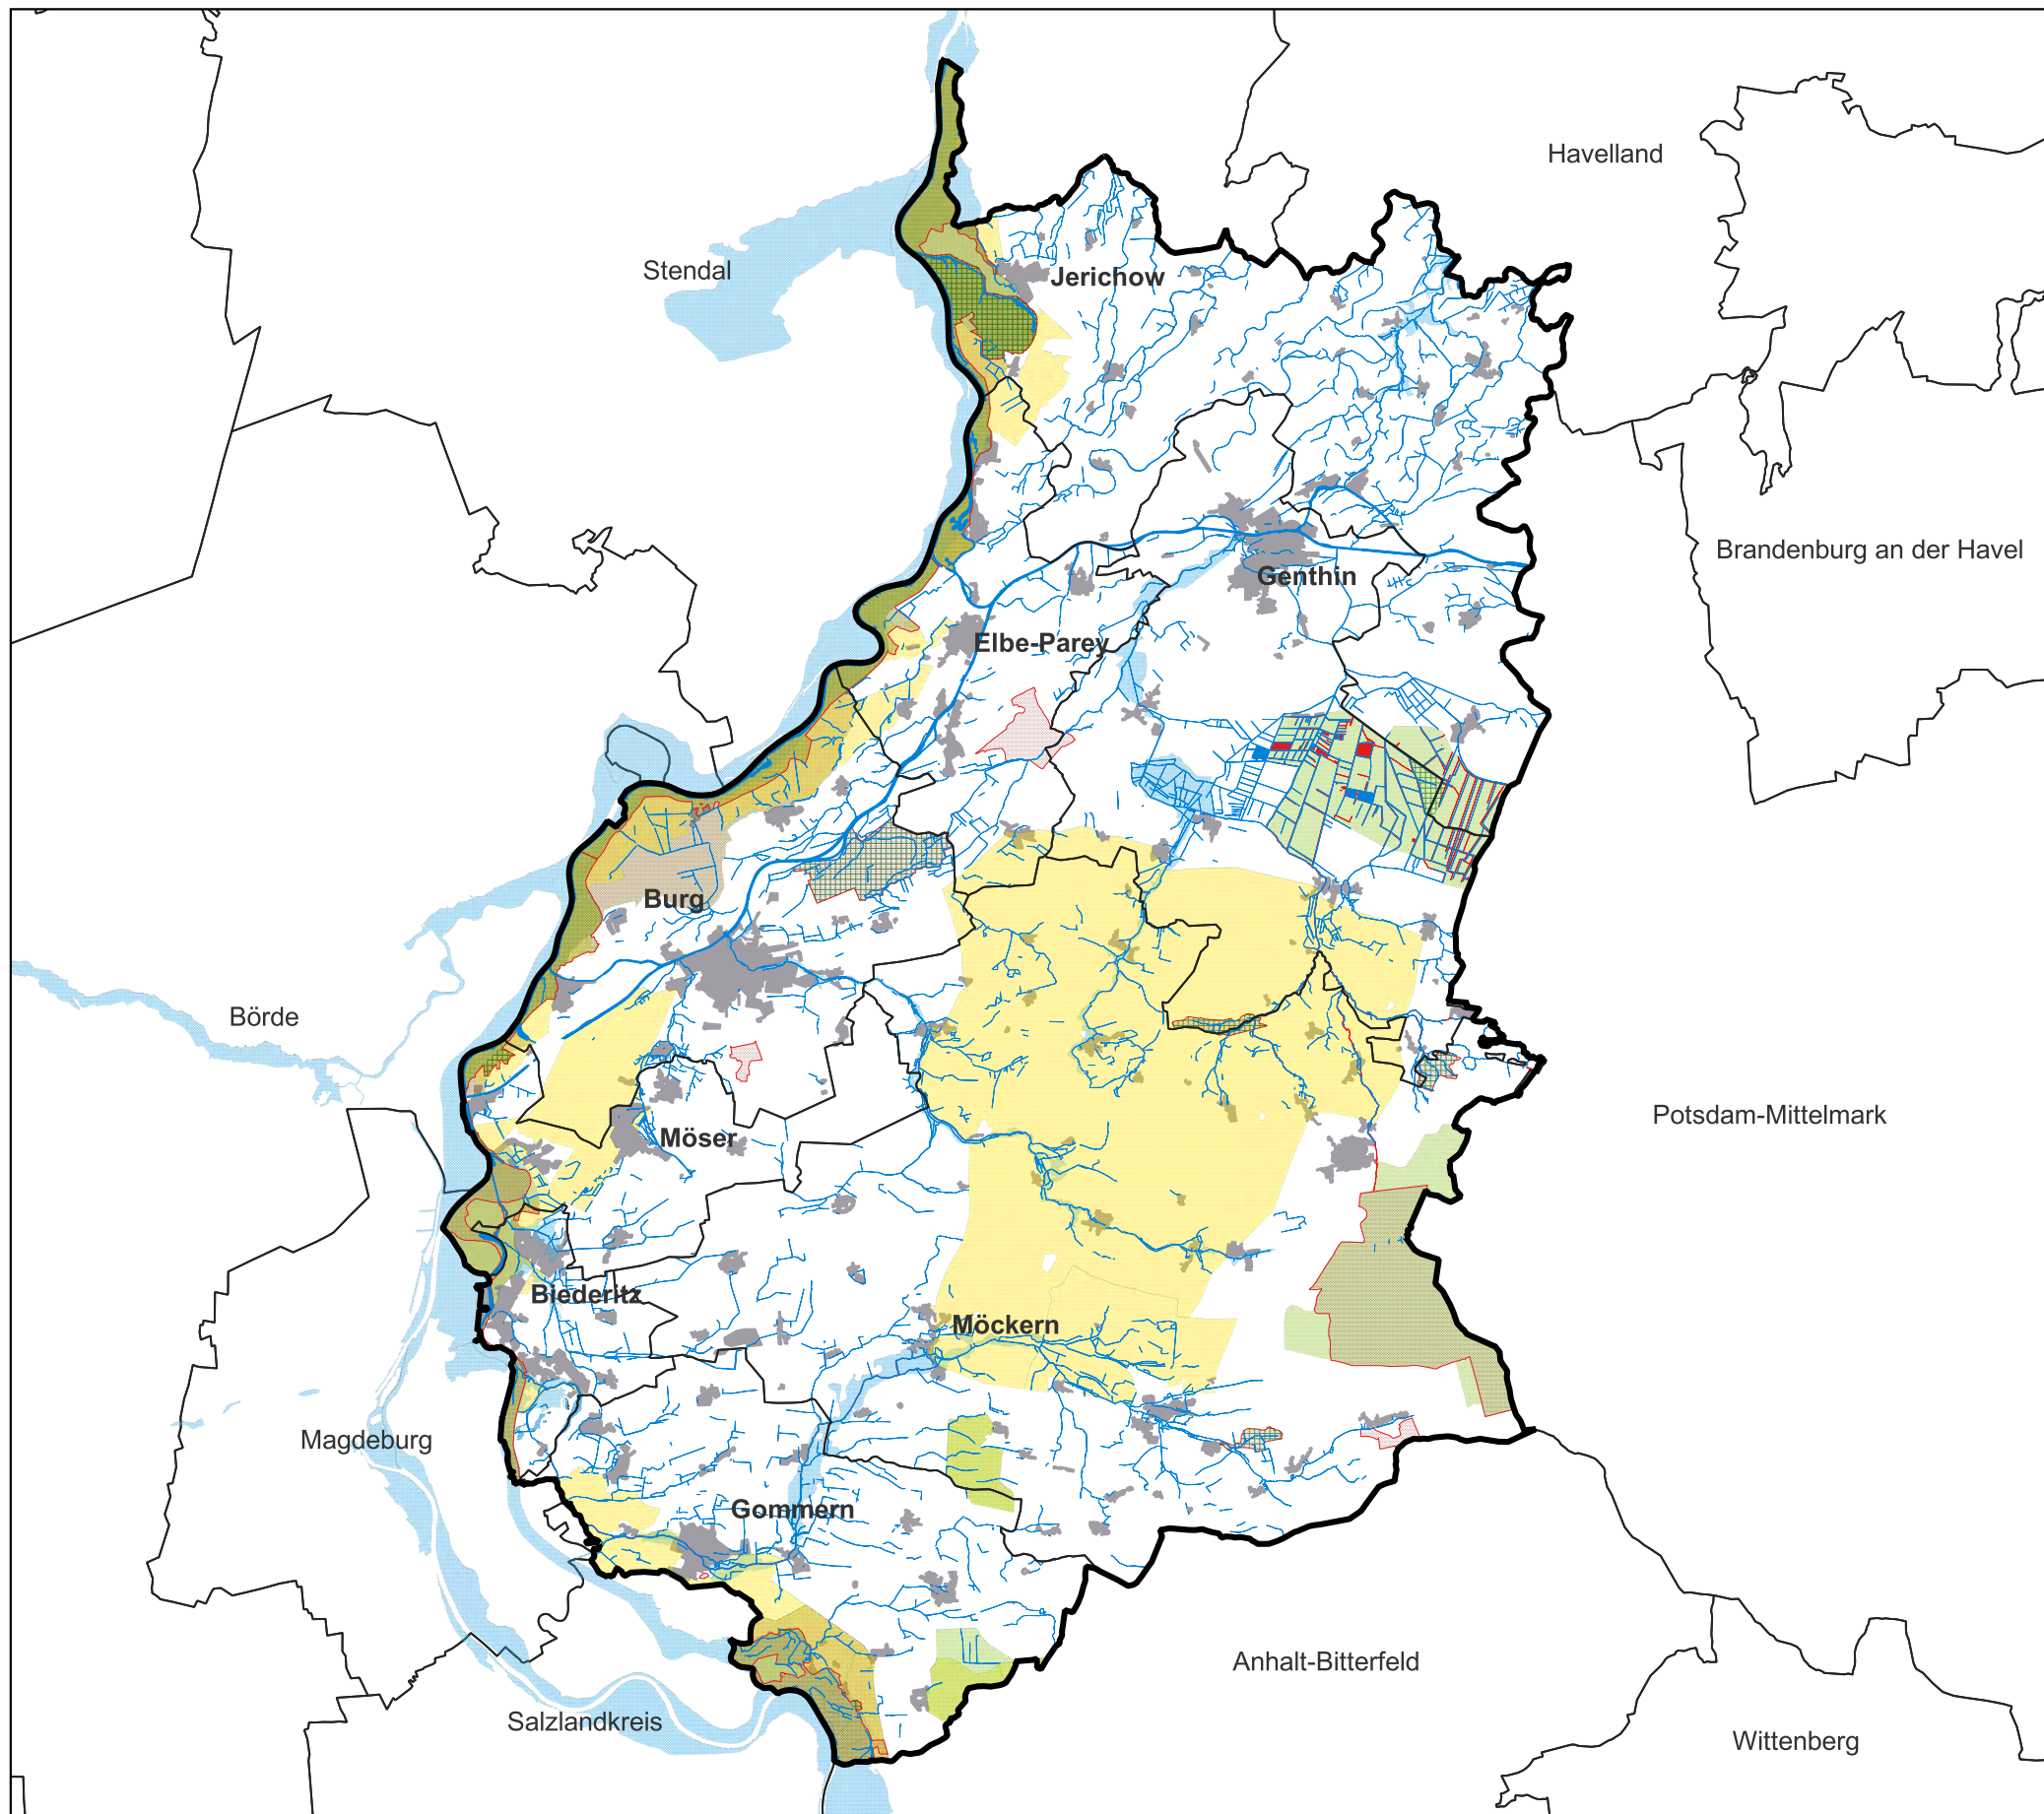 Havelland
Stendal
Jerichow
Brandenburg an der Havel
Genthin
Elbe-Parey
Burg
Börde
Potsdam-Mittelmark
Möser
Biederitz
Möckern
Magdeburg
Gommern
Anhalt-Bitterfeld
Salzlandkreis
Wittenberg